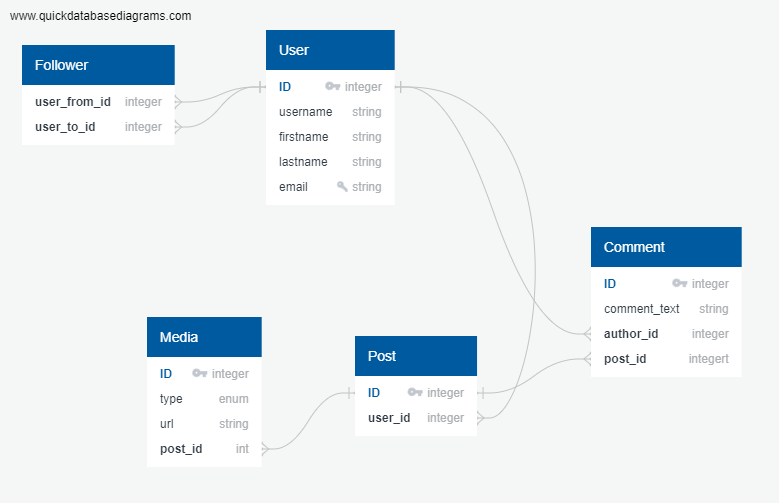 www.quickdatabasediagrams.com
Follower
user_from_id integer
user_to_id integer
User
ID integer
username string
firstname string
lastname string
email string
Comment
ID integer
comment_text string
author_id integer
post_id integert
Media
ID integer
type enum
url string
post_id int
Post
ID integer
user_id integer